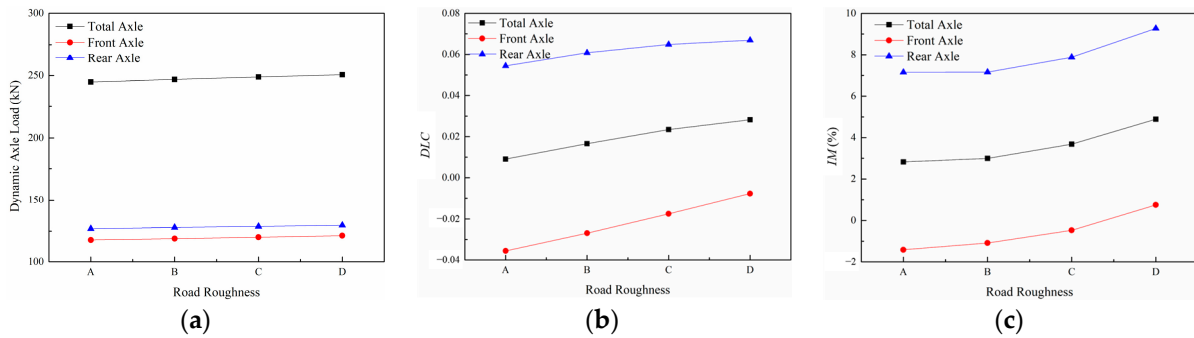 Total Axle
Front Axle
Rear Axle
300
250
200
150
100
Dynamic Axle Load (kN)
A B C D
Road Roughness
(a)
Total Axle
Front Axle
Rear Axle
0.08
0.06
0.04
0.02
0.00
−0.02
−0.04
DLC
A B C D
Road Roughness
(b)
Total Axle
Front Axle
Rear Axle
10
8
6
4
2
0
−2
IM (%)
A B C D
Road Roughness
(c)